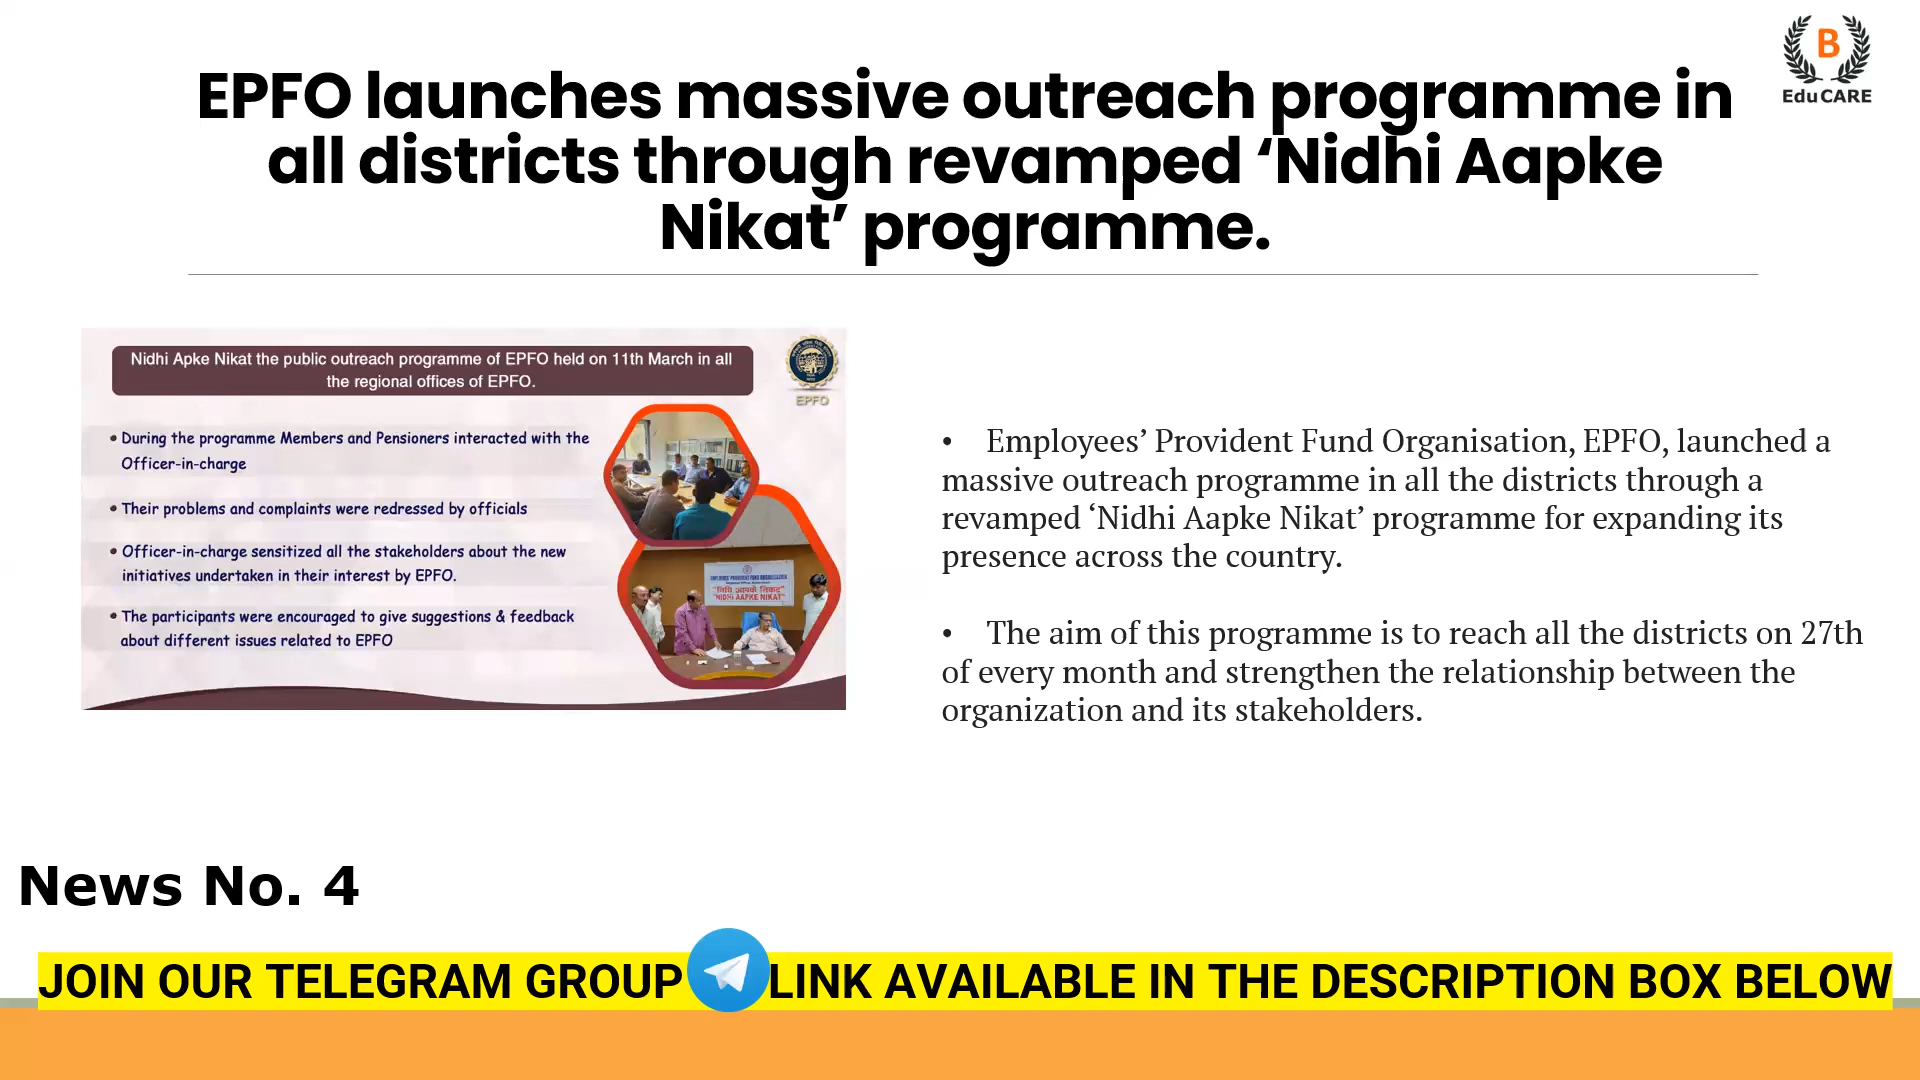 B
EduCARE
EPFO launches massive outreach programme in
all districts through revamped ‘Nidhi Aapke
Nikat’ programme.
Nidhi Apke Nikat the public outreach programme of EPFO held on 11th March in all
the regional offices of EPFO.
EPFO
• During the programme Members and Pensioners interacted with the
Officer-in-charge
• Their problems and complaints were redressed by officials
• Officer-in-charge sensitized all the stakeholders about the new
initiatives undertaken in their interest by EPFO.
• The participants were encouraged to give suggestions & feedback
about different issues related to EPFO
EMPLOYEES' PROVIDENT FUND ORGANISATION
"निधि आपके निकट"
"NIDHI AAPKE NIKAT"
• Employees’ Provident Fund Organisation, EPFO, launched a
massive outreach programme in all the districts through a
revamped ‘Nidhi Aapke Nikat’ programme for expanding its
presence across the country.
• The aim of this programme is to reach all the districts on 27th
of every month and strengthen the relationship between the
organization and its stakeholders.
News No. 4
JOIN OUR TELEGRAM GROUP LINK AVAILABLE IN THE DESCRIPTION BOX BELOW